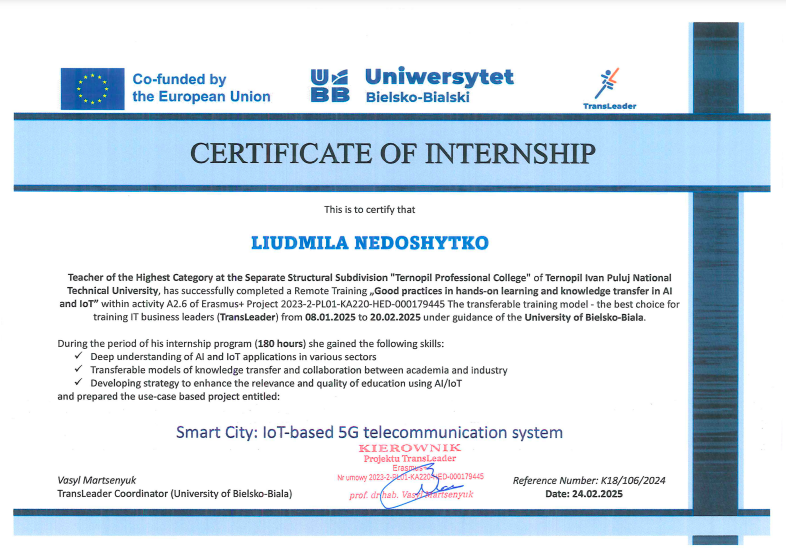 Co-funded by
the European Union
UBB
Uniwersytet
Bielsko-Bialski
TransLeader
CERTIFICATE OF INTERNSHIP
This is to certify that
LIUDMILA NEDOSHYTKO
Teacher of the Highest Category at the Separate Structural Subdivision "Ternopil Professional College" of Ternopil Ivan Puluj National
Technical University, has successfully completed a Remote Training „Good practices in hands-on learning and knowledge transfer in AI
and IoT” within activity A2.6 of Erasmus+ Project 2023-2-PL01-KA220-HED-000179445 The transferable training model - the best choice for
training IT business leaders (TransLeader) from 08.01.2025 to 20.02.2025 under guidance of the University of Bielsko-Biala.
During the period of his internship program (180 hours) she gained the following skills:
✓ Deep understanding of AI and IoT applications in various sectors
✓ Transferable models of knowledge transfer and collaboration between academia and industry
✓ Developing strategy to enhance the relevance and quality of education using AI/IoT
and prepared the use-case based project entitled:
Smart City: IoT-based 5G telecommunication system
KIEROWNIK
Projektu TransLeader
Erasmus+
Nr umowy 2023-2-PL01-KA220-HED-000179445
prof. dr hab. Vasyl Martsenyuk
Vasyl Martsenyuk
TransLeader Coordinator (University of Bielsko-Biala)
Reference Number: K18/106/2024
Date: 24.02.2025